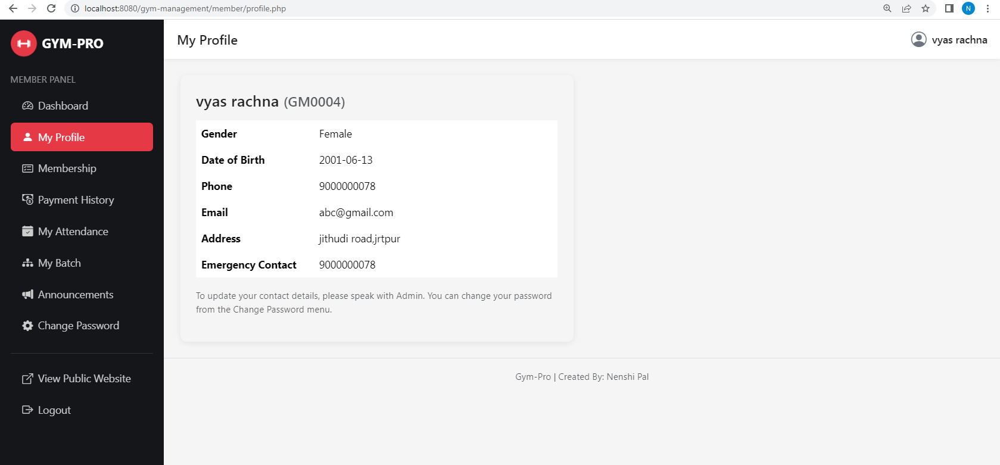 localhost:8080/gym-management/member/profile.php
N
GYM-PRO
My Profile
vyas rachna
MEMBER PANEL
Dashboard
My Profile
Membership
Payment History
My Attendance
My Batch
Announcements
Change Password
View Public Website
Logout
vyas rachna (GM0004)
Gender Female
Date of Birth 2001-06-13
Phone 9000000078
Email abc@gmail.com
Address jithudi road,jrtpur
Emergency Contact 9000000078
To update your contact details, please speak with Admin. You can change your password
from the Change Password menu.
Gym-Pro | Created By: Nenshi Pal